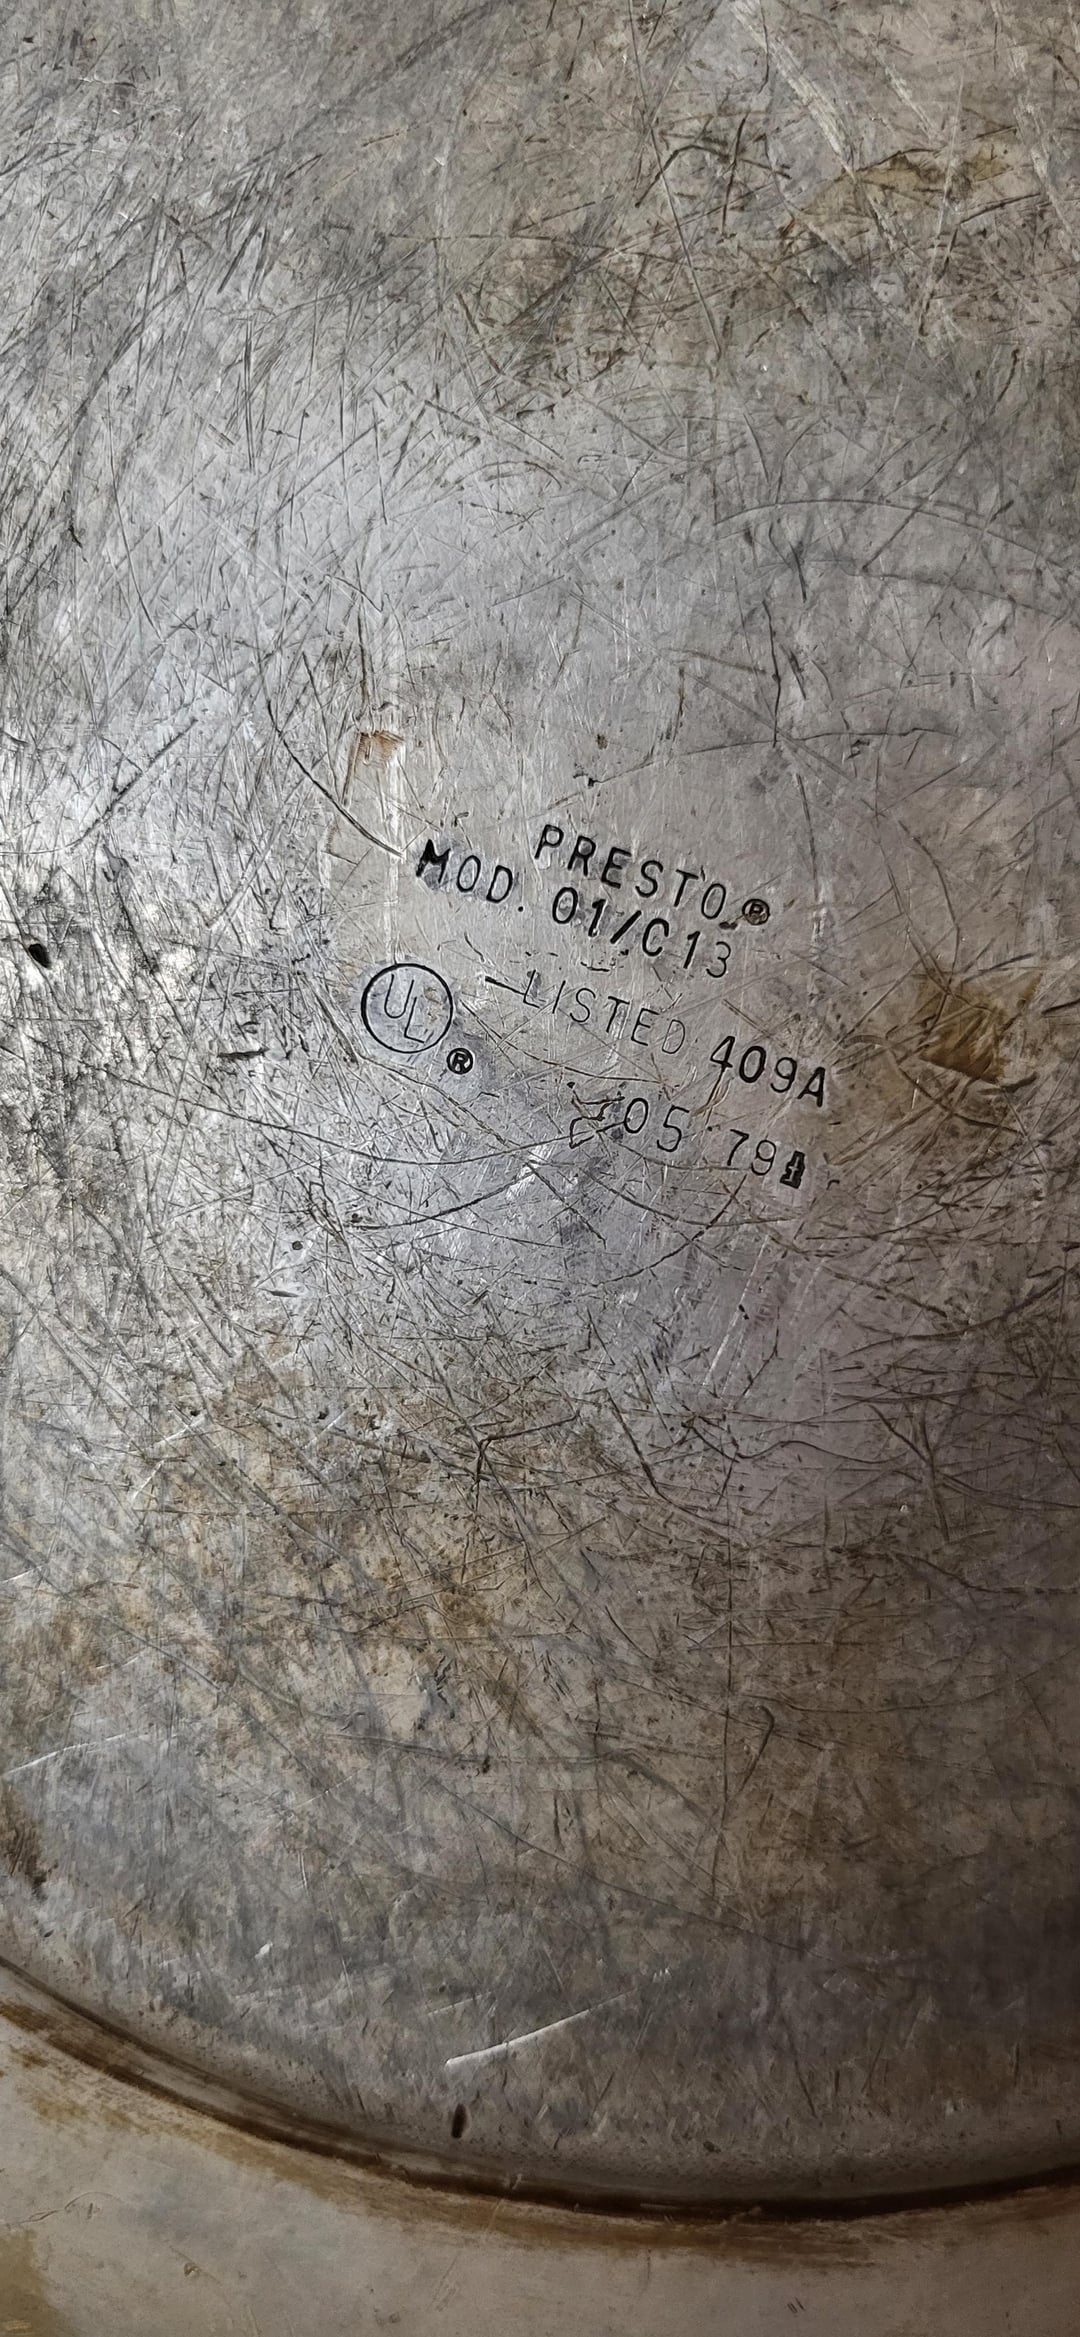 PRESTO®
MOD. 01/C13
UL® LISTED 409A
05 79